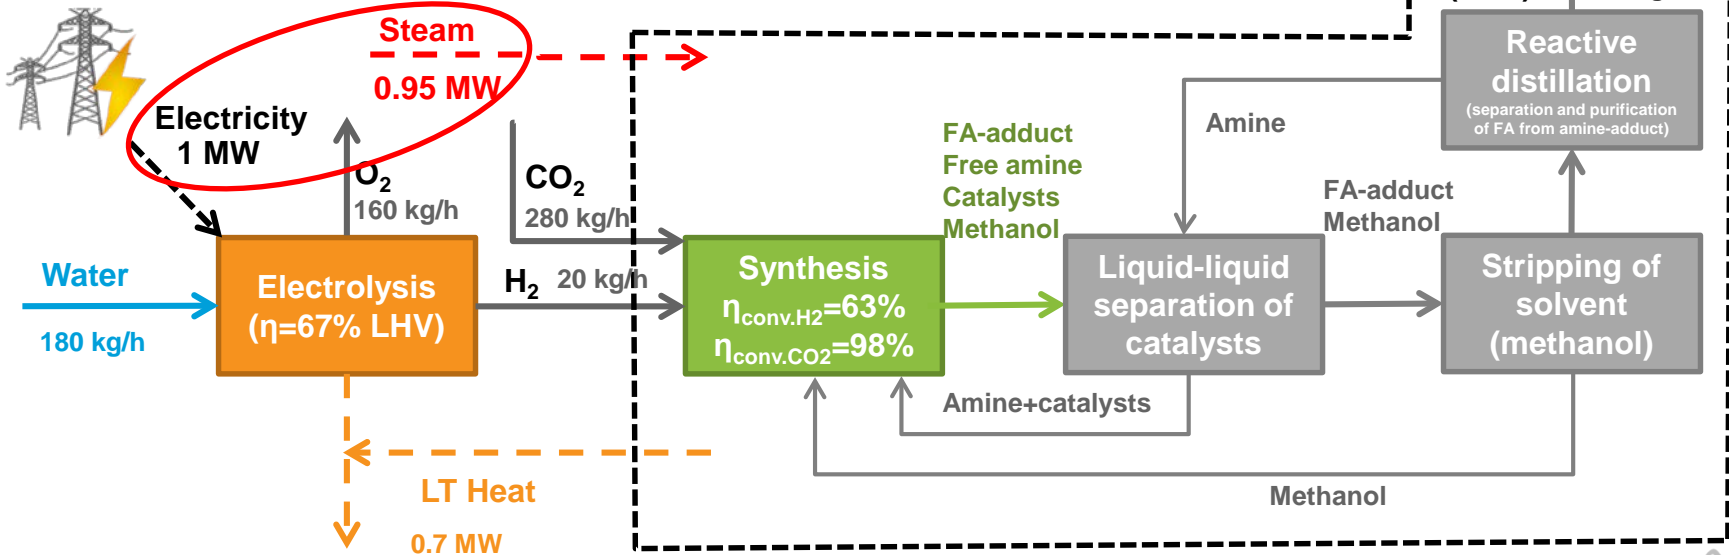 Steam
0.95 MW
Electricity
1 MW
O2
160 kg/h
CO2
280 kg/h
H2 20 kg/h
Water
180 kg/h
Electrolysis
(η=67% LHV)
Synthesis
ηconv.H2=63%
ηconv.CO2=98%
FA-adduct
Free amine
Catalysts
Methanol
Amine
Liquid-liquid
separation of
catalysts
FA-adduct
Methanol
Reactive
distillation
(separation and purification
of FA from amine-adduct)
Stripping of
solvent
(methanol)
Amine+catalysts
Methanol
LT Heat
0.7 MW